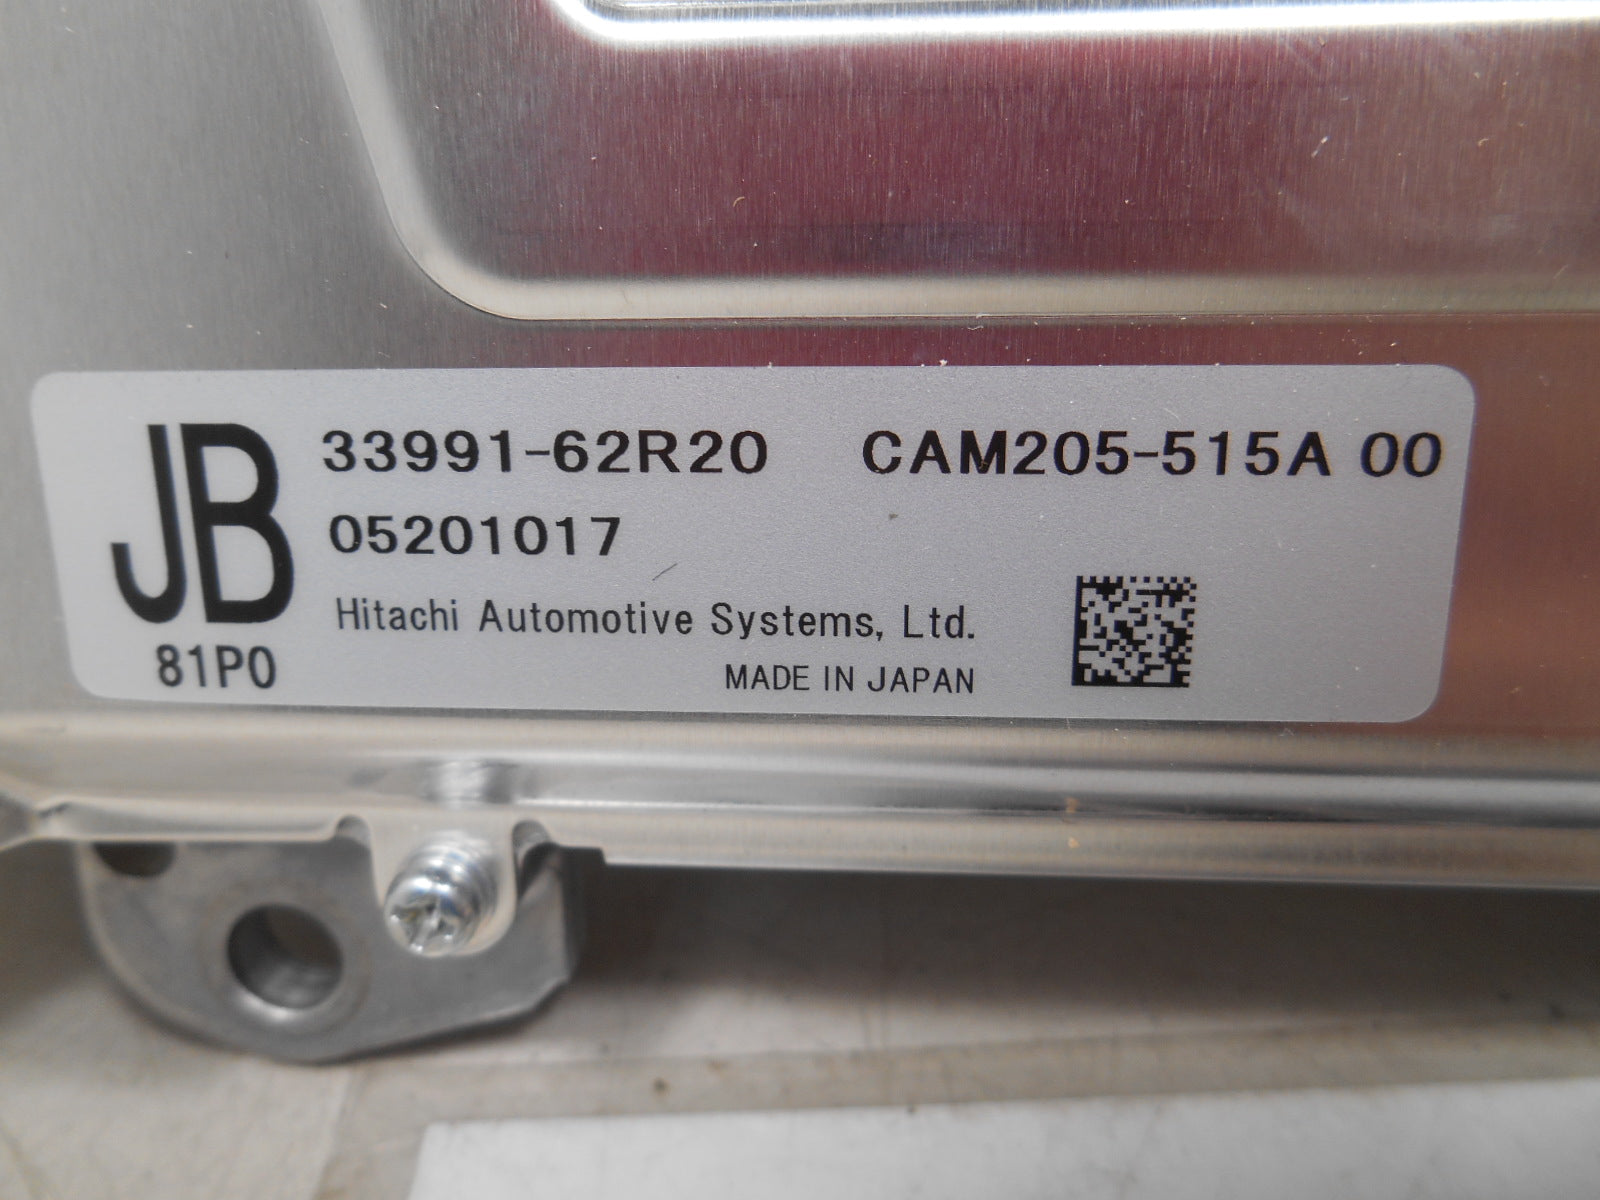 JB 33991-62R20 CAM205-515A 00
05201017
Hitachi Automotive Systems, Ltd.
81P0 MADE IN JAPAN